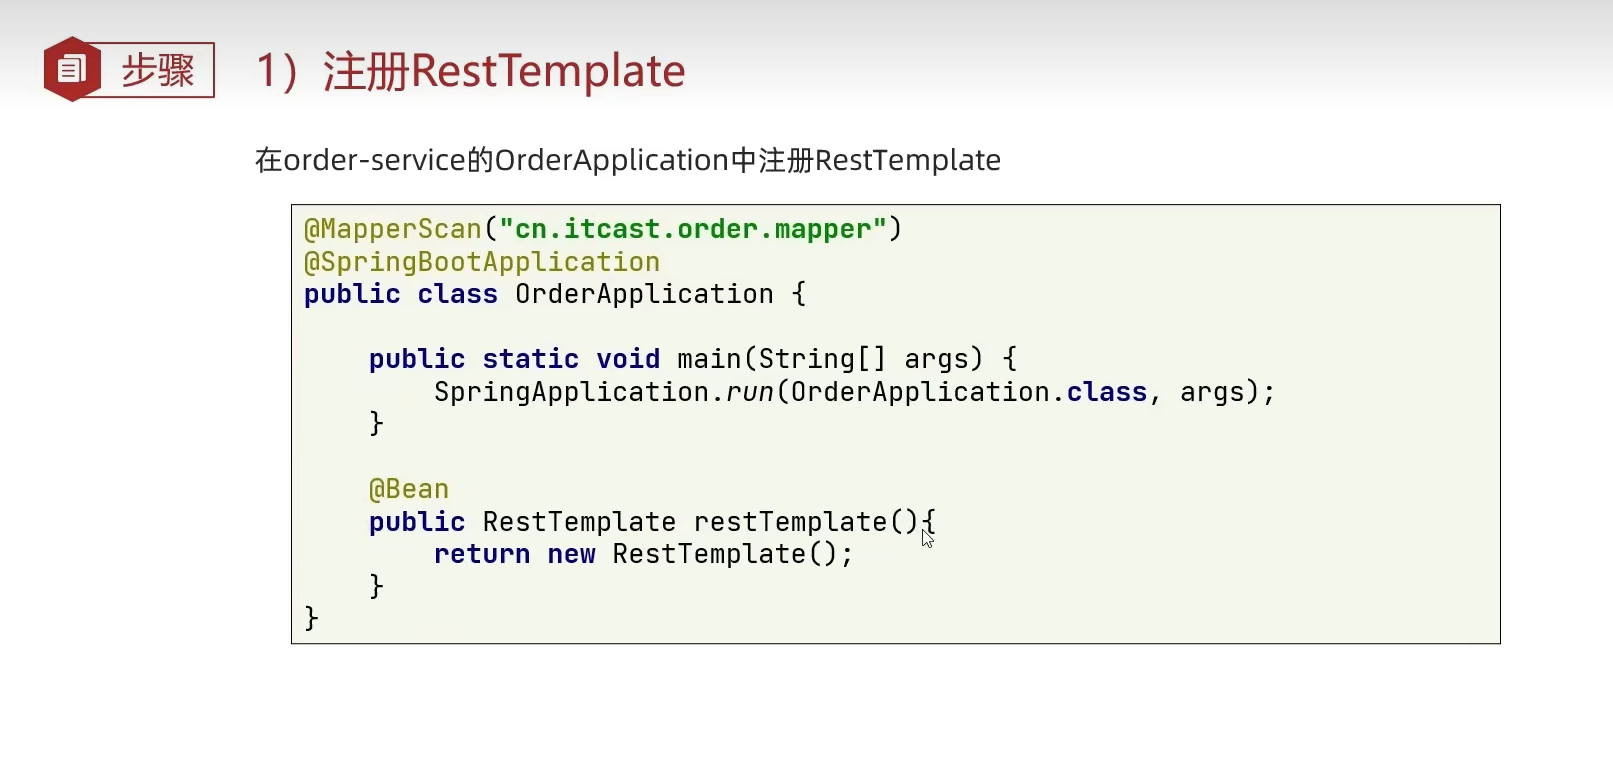 步骤
1）注册RestTemplate
在order-service的OrderApplication中注册RestTemplate
@MapperScan("cn.itcast.order.mapper")
@SpringBootApplication
public class OrderApplication {
    public static void main(String[] args) {
        SpringApplication.run(OrderApplication.class, args);
    }
    @Bean
    public RestTemplate restTemplate(){
        return new RestTemplate();
    }
}